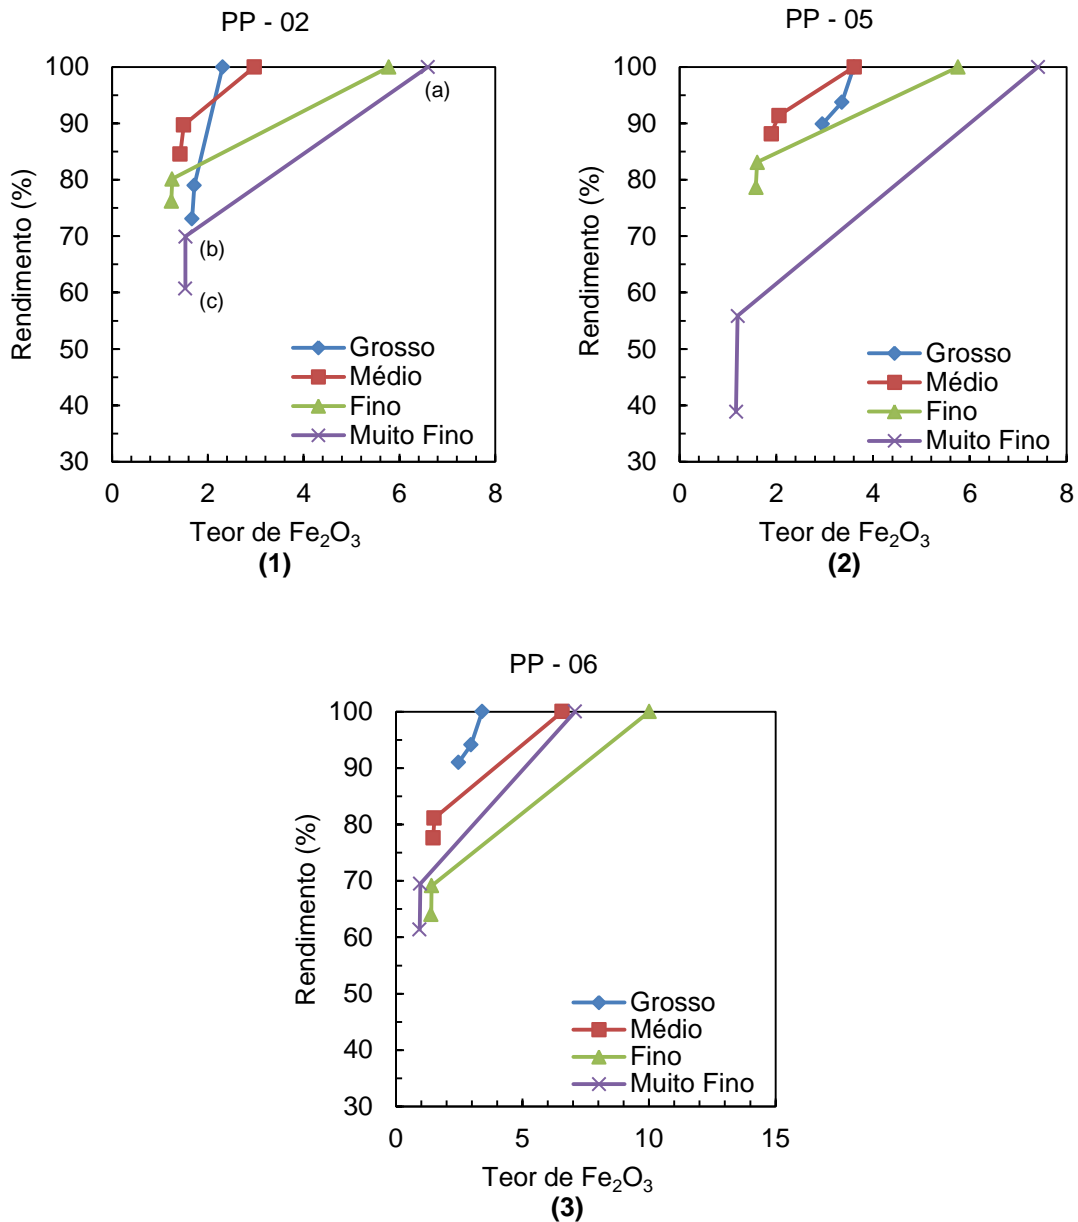 PP - 02
100
90
80
70
60
50
40
30
Rendimento (%)
(a)
(b)
(c)
Grosso
Médio
Fino
Muito Fino
0 2 4 6 8
Teor de Fe₂O₃
(1)
PP - 05
100
90
80
70
60
50
40
30
Rendimento (%)
Grosso
Médio
Fino
Muito Fino
0 2 4 6 8
Teor de Fe₂O₃
(2)
PP - 06
100
90
80
70
60
50
40
30
Rendimento (%)
Grosso
Médio
Fino
Muito Fino
0 5 10 15
Teor de Fe₂O₃
(3)